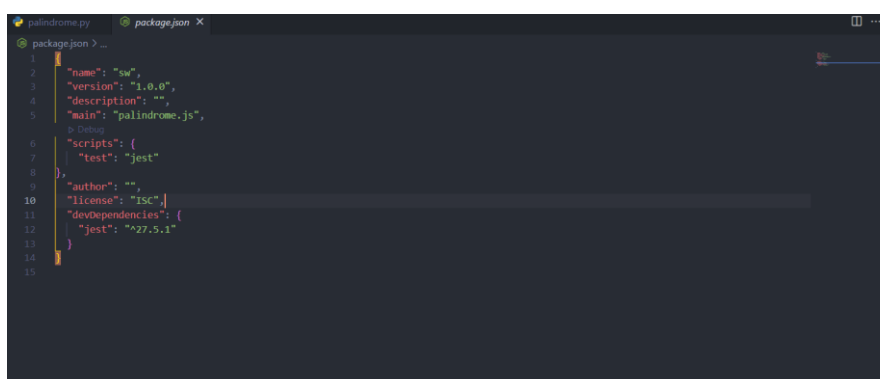 palindrome.py package.json ×
package.json > ...
1 {
2 "name": "sw",
3 "version": "1.0.0",
4 "description": "",
5 "main": "palindrome.js",
▷ Debug
6 "scripts": {
7 "test": "jest"
8 },
9 "author": "",
10 "license": "ISC",
11 "devDependencies": {
12 "jest": "^27.5.1"
13 }
14 }
15